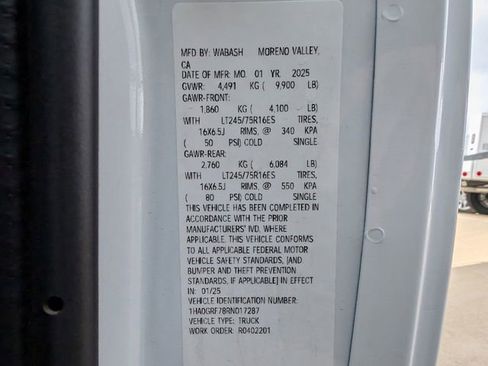 MFD BY: WABASH MORENO VALLEY,
CA
DATE OF MFR: MO. 01 YR. 2025
GVWR: 4,491 KG ( 9,900 LB)
GAWR-FRONT:
1,860 KG ( 4,100 LB)
WITH LT245/75R16ES TIRES,
16X6.5J RIMS, @ 340 KPA
( 50 PSI) COLD SINGLE
GAWR-REAR:
2,760 KG ( 6,084 LB)
WITH LT245/75R16ES TIRES,
16X6.5J RIMS, @ 550 KPA
( 80 PSI) COLD SINGLE
THIS VEHICLE HAS BEEN COMPLETED IN
ACCORDANCE WITH THE PRIOR
MANUFACTURERS' IVD. WHERE
APPLICABLE. THIS VEHICLE CONFORMS
TO ALL APPLICABLE FEDERAL MOTOR
VEHICLE SAFETY STANDARDS, [AND
BUMPER AND THEFT PREVENTION
STANDARDS, IF APPLICABLE] IN EFFECT
IN: 01/25
VEHICLE IDENTIFICATION NUMBER:
1HA0GRF78RN017287
VEHICLE TYPE: TRUCK
WORK ORDER: R0402201